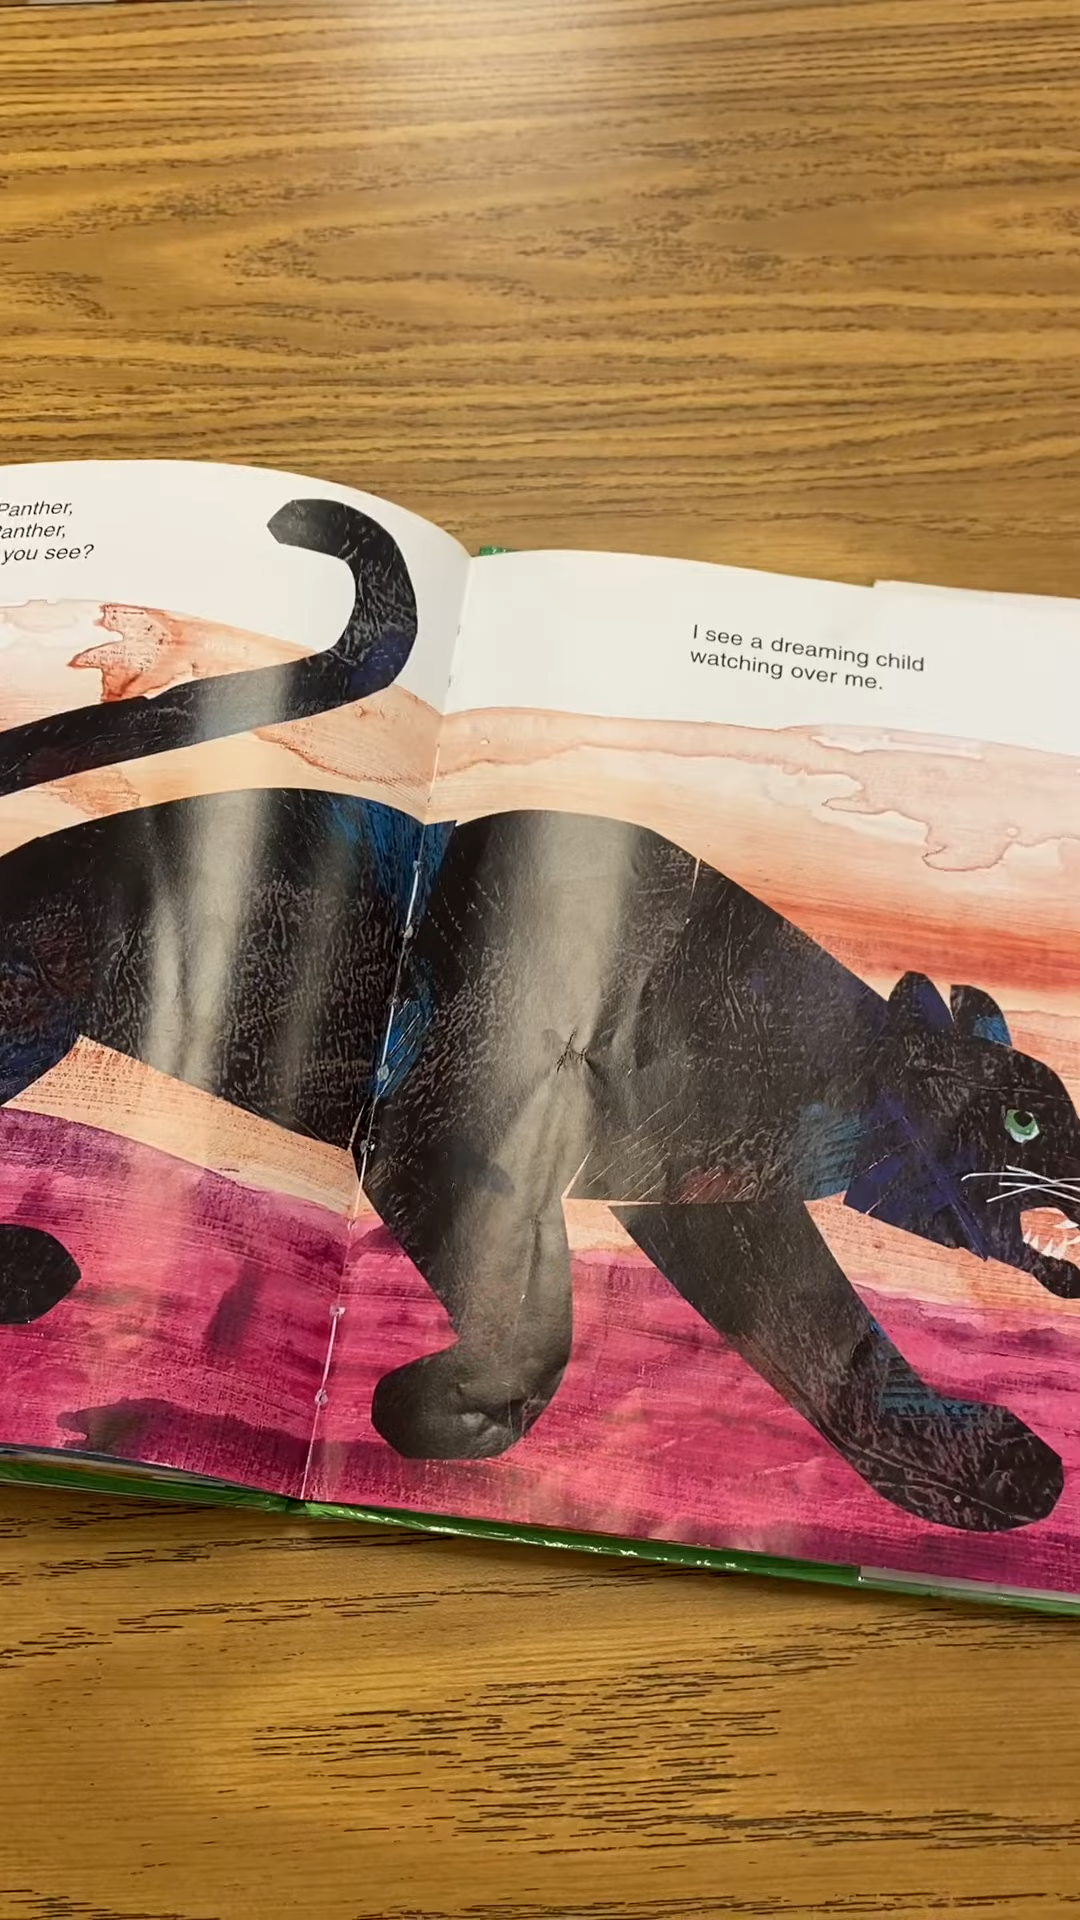 Panther,
Panther,
you see?
I see a dreaming child
watching over me.